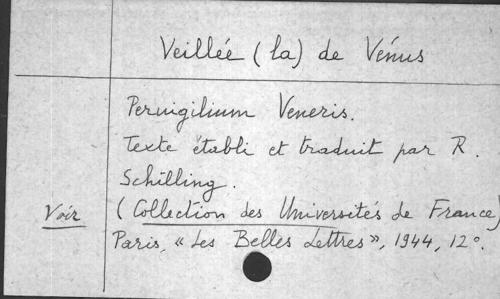 Veillée (la) de Vénus
Pervigilium Veneris.
Texte établi et traduit par R.
Schilling.
Voir (Collection des Universités de France)
Paris, « Les Belles Lettres », 1944, 12°.